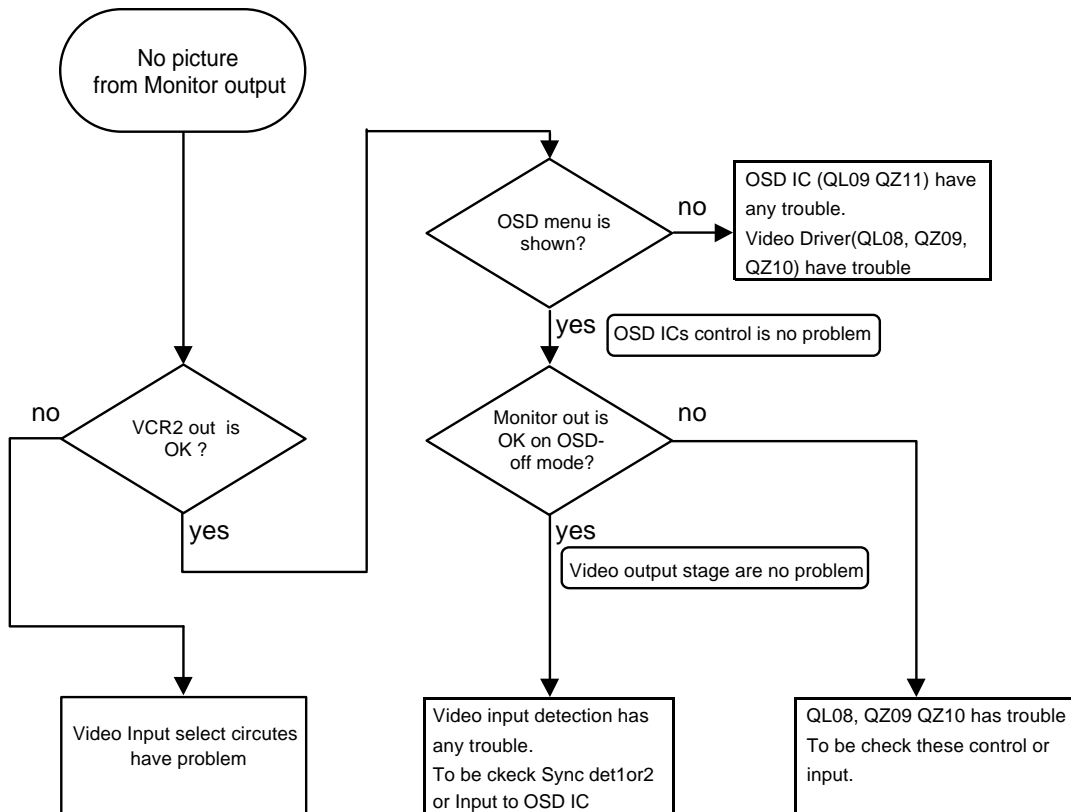 No picture
from Monitor output
OSD menu is
shown?
no
OSD IC (QL09 QZ11) have
any trouble.
Video Driver(QL08, QZ09,
QZ10) have trouble
yes
OSD ICs control is no problem
no
VCR2 out is
OK ?
yes
Monitor out is
OK on OSD-
off mode?
no
yes
Video output stage are no problem
Video Input select circutes
have problem
Video input detection has
any trouble.
To be ckeck Sync det1or2
or Input to OSD IC
QL08, QZ09 QZ10 has trouble
To be check these control or
input.